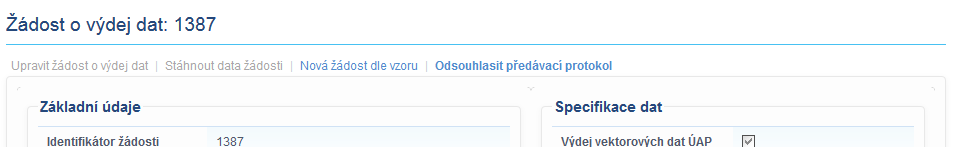 Žádost o výdej dat: 1387
Upravit žádost o výdej dat | Stáhnout data žádosti | Nová žádost dle vzoru | Odsouhlasit předávací protokol
Základní údaje
Identifikátor žádosti 1387
Specifikace dat
Výdej vektorových dat ÚAP